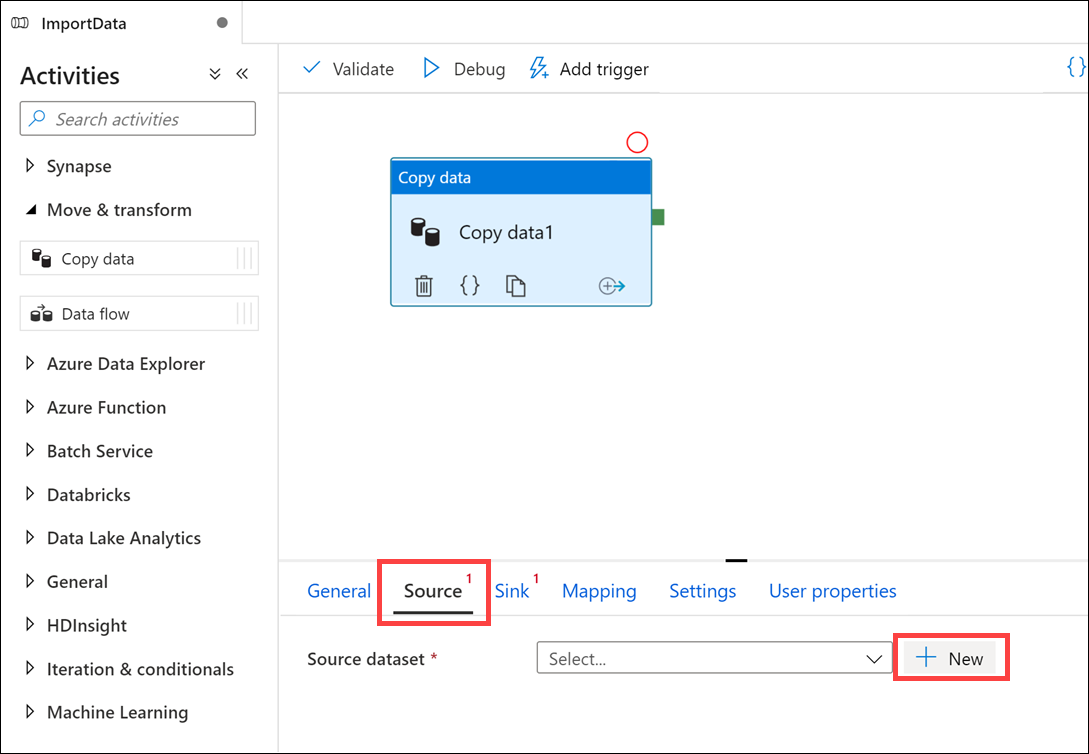 ImportData
Activities
Search activities
Synapse
Move & transform
Copy data
Data flow
Azure Data Explorer
Azure Function
Batch Service
Databricks
Data Lake Analytics
General
HDInsight
Iteration & conditionals
Machine Learning
Validate Debug Add trigger {}
Copy data
Copy data1
{}
General Source 1 Sink 1 Mapping Settings User properties
Source dataset * Select... New